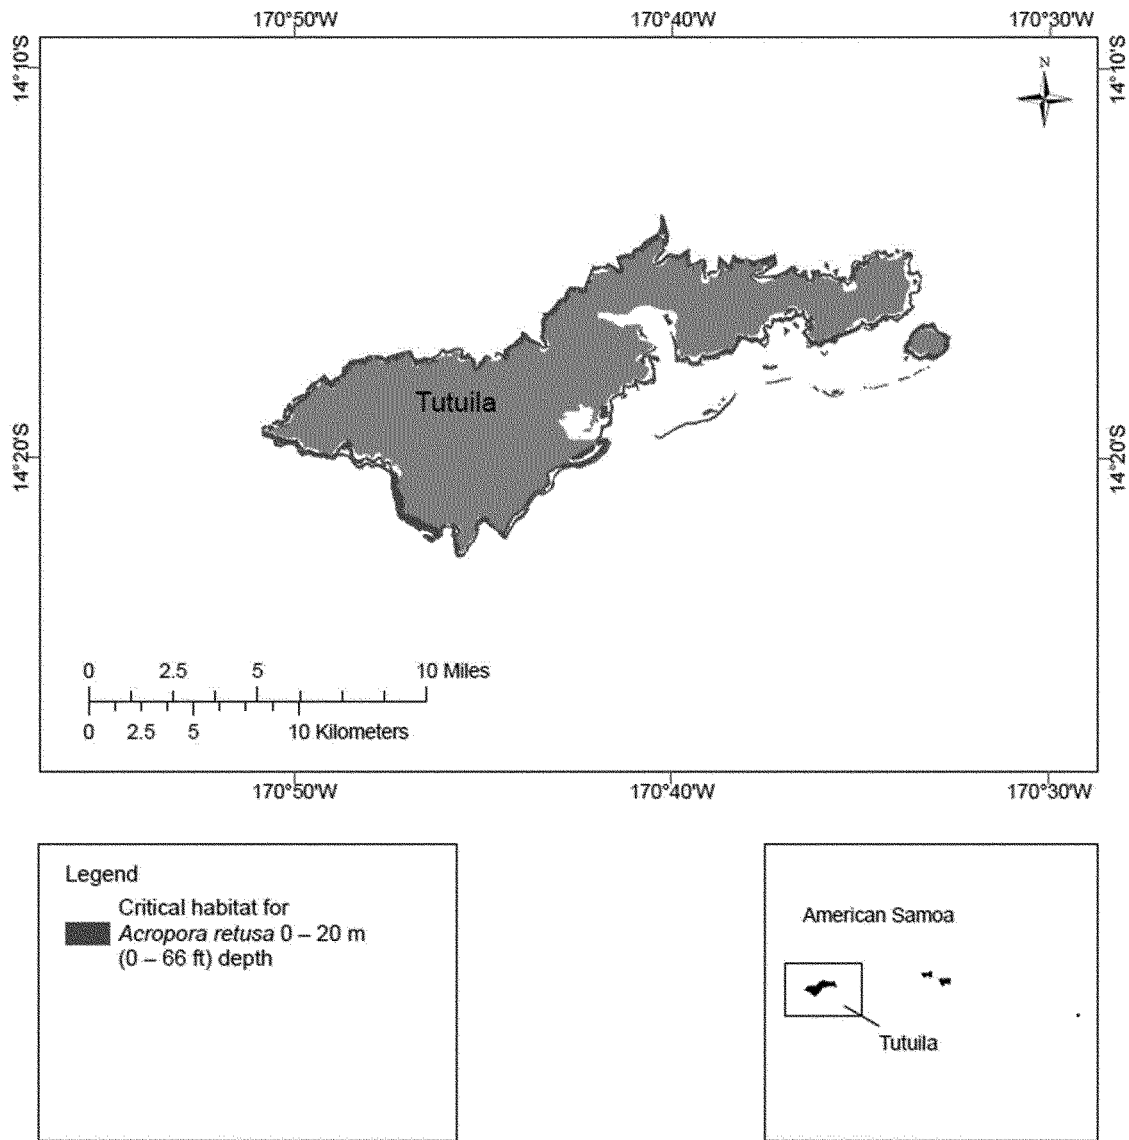 170°50'W 170°40'W 170°30'W
14°10'S 14°10'S
N
Tutuila
14°20'S 14°20'S
0 2.5 5 10 Miles
0 2.5 5 10 Kilometers
170°50'W 170°40'W 170°30'W
Legend
Critical habitat for
Acropora retusa 0 – 20 m
(0 – 66 ft) depth
American Samoa
Tutuila